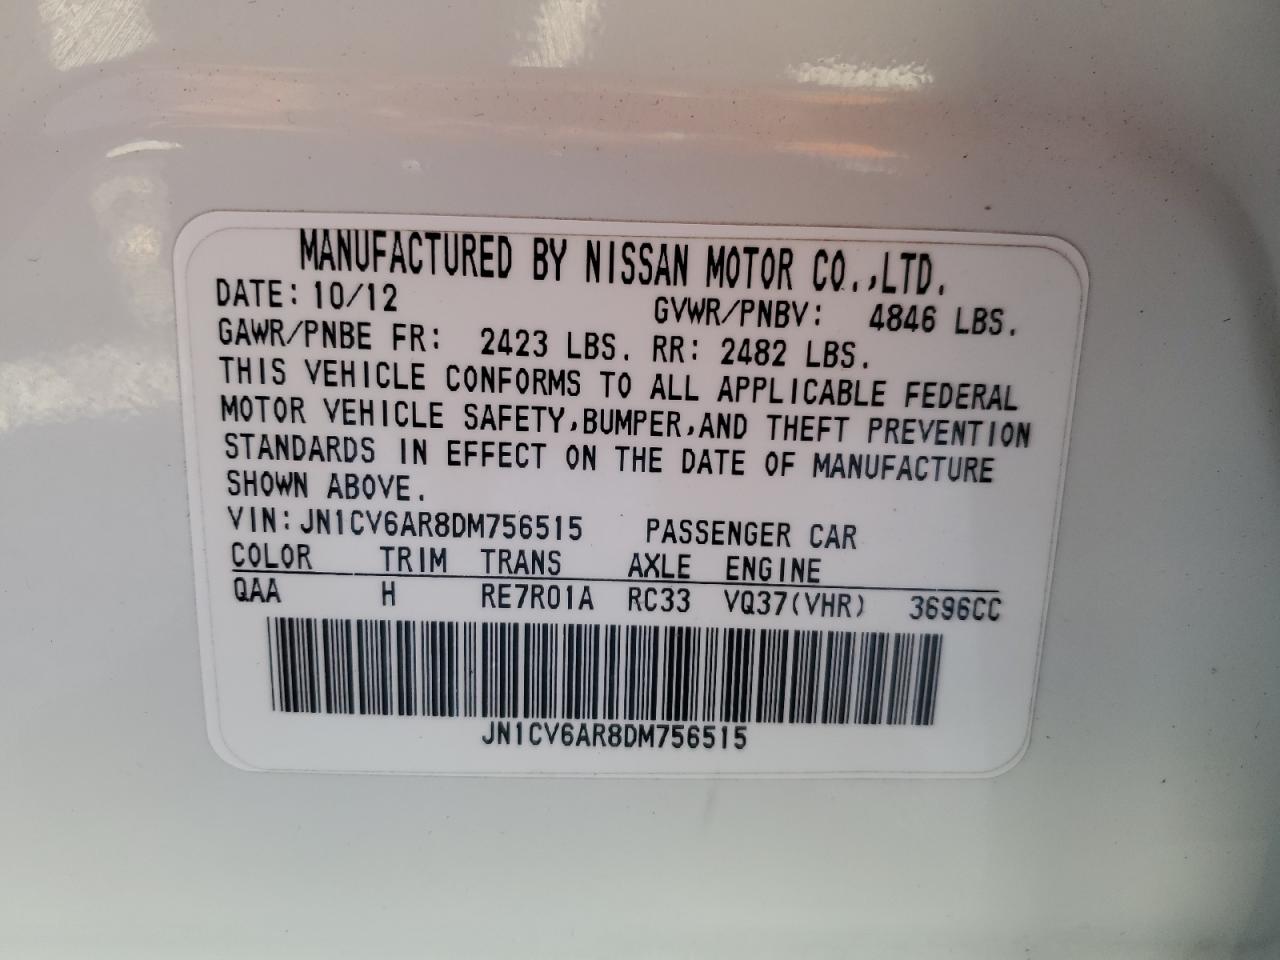 MANUFACTURED BY NISSAN MOTOR CO.,LTD.
DATE: 10/12 GVWR/PNBV: 4846 LBS.
GAWR/PNBE FR: 2423 LBS. RR: 2482 LBS.
THIS VEHICLE CONFORMS TO ALL APPLICABLE FEDERAL
MOTOR VEHICLE SAFETY,BUMPER,AND THEFT PREVENTION
STANDARDS IN EFFECT ON THE DATE OF MANUFACTURE
SHOWN ABOVE.
VIN: JN1CV6AR8DM756515 PASSENGER CAR
COLOR TRIM TRANS AXLE ENGINE
QAA H RE7R01A RC33 VQ37(VHR) 3696CC
JN1CV6AR8DM756515